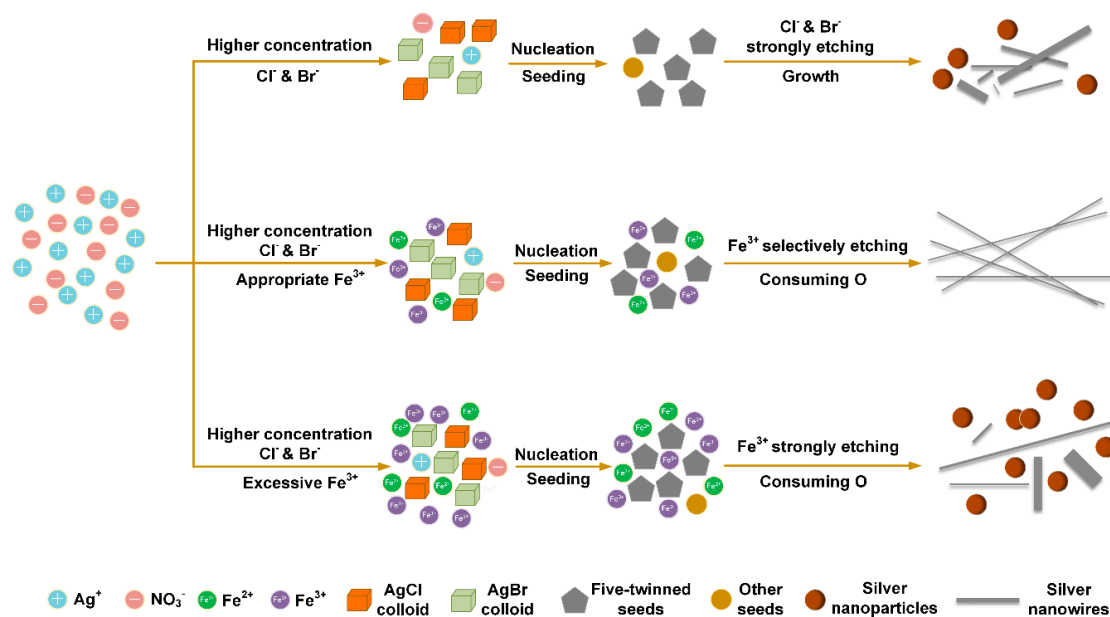 Higher concentration
Cl⁻ & Br⁻
Nucleation
Seeding
Cl⁻ & Br⁻
strongly etching
Growth
Higher concentration
Cl⁻ & Br⁻
Appropriate Fe³⁺
Nucleation
Seeding
Fe³⁺ selectively etching
Consuming O
Higher concentration
Cl⁻ & Br⁻
Excessive Fe³⁺
Nucleation
Seeding
Fe³⁺ strongly etching
Consuming O
Ag⁺
NO₃⁻
Fe²⁺
Fe³⁺
AgCl
colloid
AgBr
colloid
Five-twinned
seeds
Other
seeds
Silver
nanoparticles
Silver
nanowires